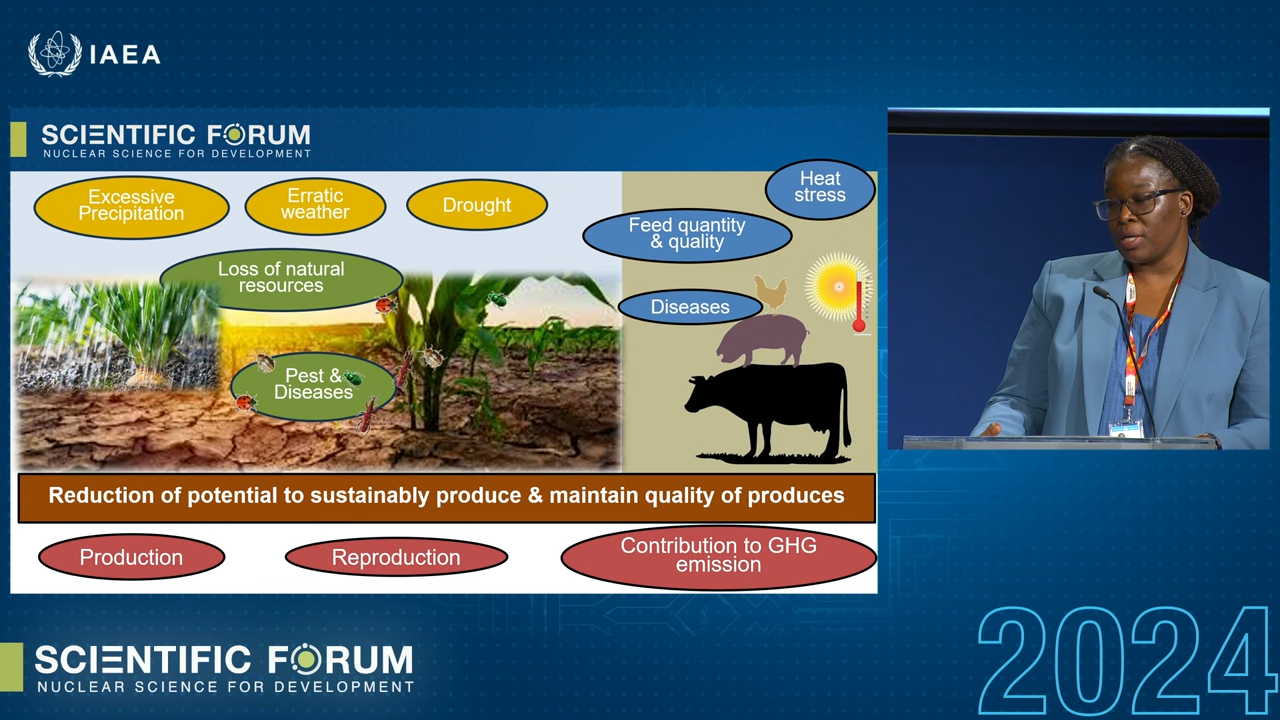 IAEA
SCIENTIFIC FORUM
NUCLEAR SCIENCE FOR DEVELOPMENT
Excessive
Precipitation
Erratic
weather
Drought
Heat
stress
Feed quantity
& quality
Loss of natural
resources
Diseases
Pest &
Diseases
Reduction of potential to sustainably produce & maintain quality of produces
Production
Reproduction
Contribution to GHG
emission
SCIENTIFIC FORUM
NUCLEAR SCIENCE FOR DEVELOPMENT
2024